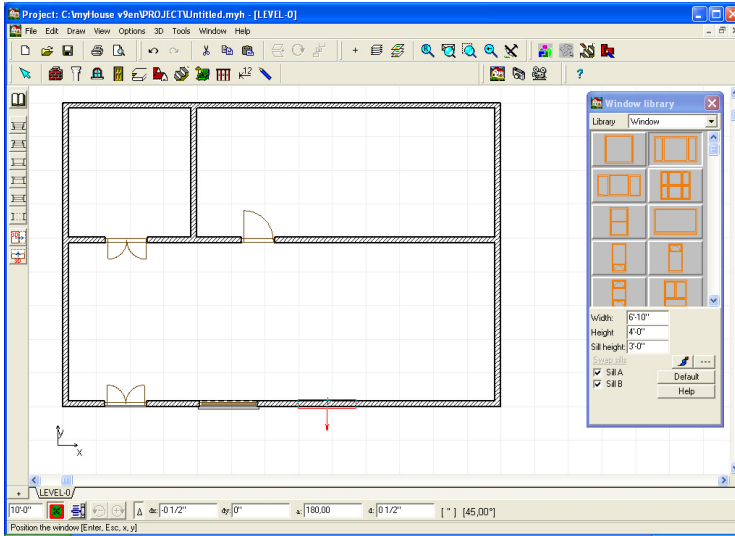 Project: C:\myHouse v9en\PROJECT\Untitled.myh - [LEVEL-0]
File Edit Draw View Options 3D Tools Window Help
12
Window library
Library Window
Width: 6'-10"
Height 4'-0"
Sill height: 3'-0"
Swap sills
Sill A
Default
Sill B
Help
y
x
LEVEL-0
10'-0" Δ dx: -0 1/2" dy: 0" a: 180,00 d: 0 1/2" [ " ] [45,00°]
Position the window [Enter, Esc, x, y]